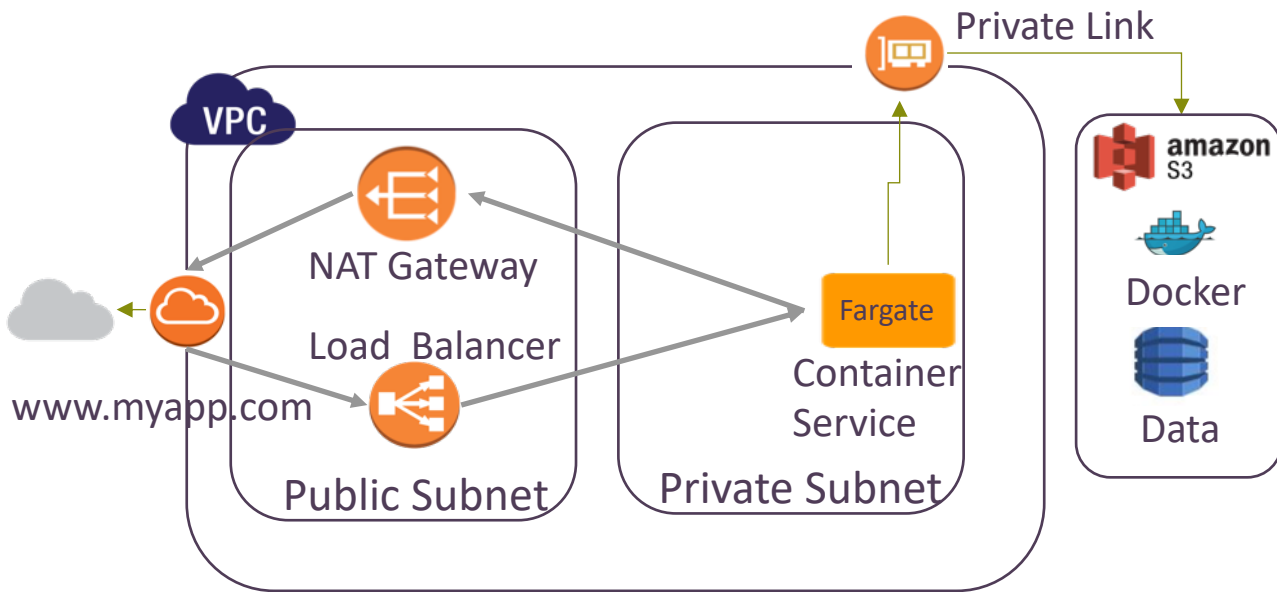 Private Link
VPC
amazon
S3
NAT Gateway
Docker
Fargate
Load Balancer
Container
Service
www.myapp.com
Data
Public Subnet
Private Subnet